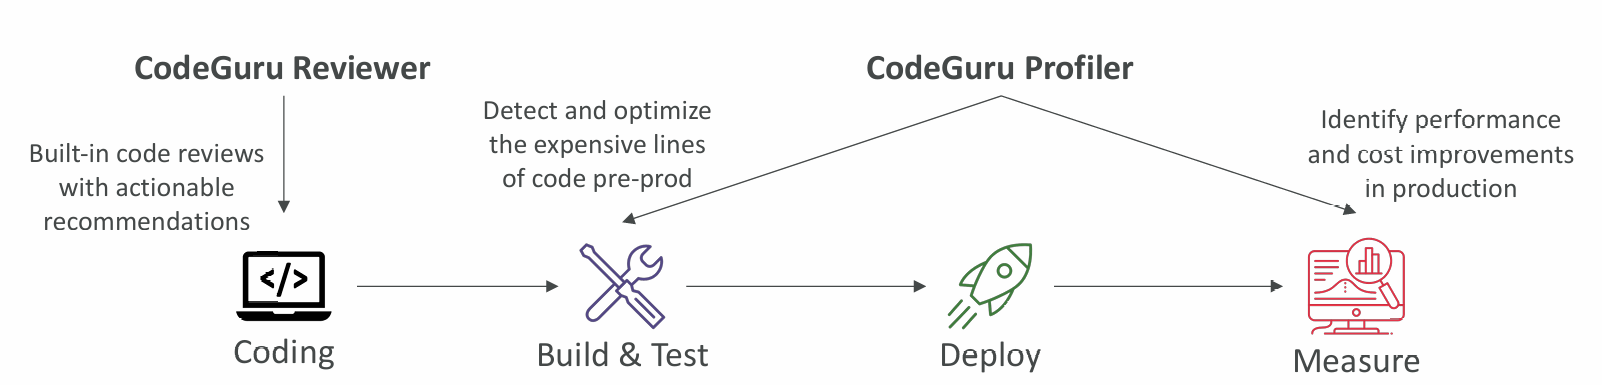 CodeGuru Reviewer
CodeGuru Profiler
Built-in code reviews
with actionable
recommendations
Detect and optimize
the expensive lines
of code pre-prod
Identify performance
and cost improvements
in production
</>
Coding
Build & Test
Deploy
Measure